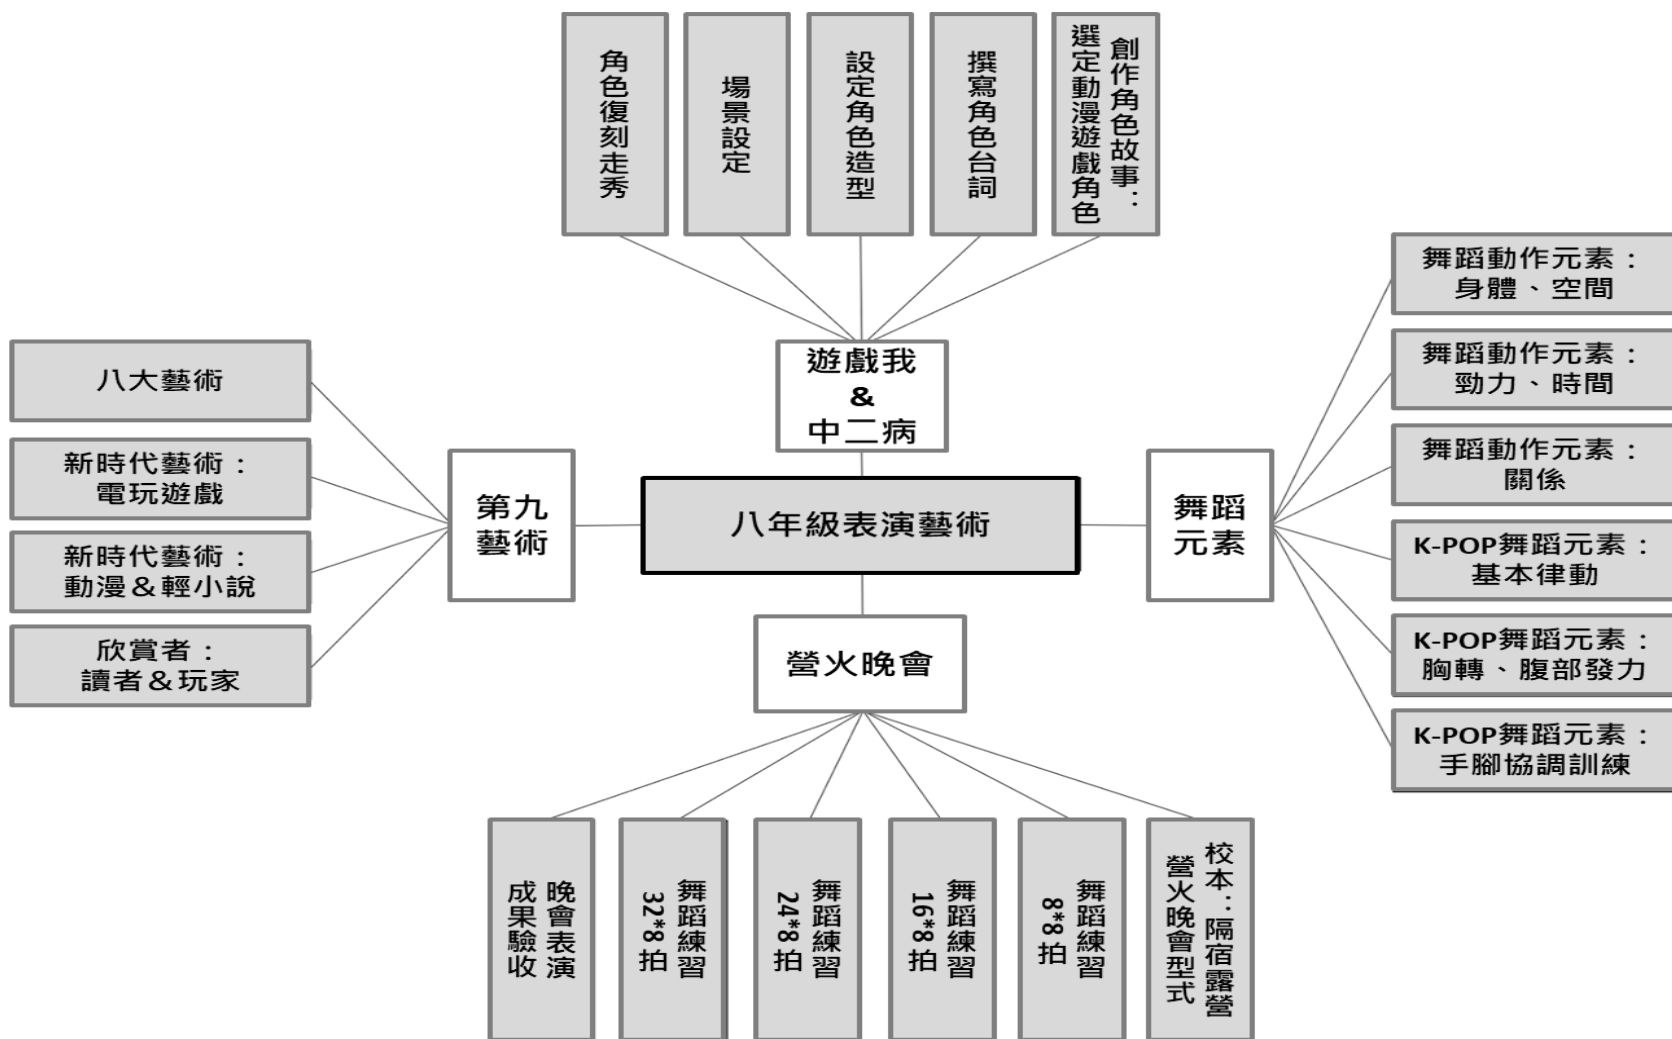 角色復刻走秀
場景設定
設定角色造型
撰寫角色台詞
創作角色故事：
選定動漫遊戲角色
遊戲我
&
中二病
八大藝術
新時代藝術：
電玩遊戲
新時代藝術：
動漫&輕小說
欣賞者：
讀者&玩家
第九
藝術
八年級表演藝術
舞蹈
元素
舞蹈動作元素：
身體、空間
舞蹈動作元素：
勁力、時間
舞蹈動作元素：
關係
K-POP舞蹈元素：
基本律動
K-POP舞蹈元素：
胸轉、腹部發力
K-POP舞蹈元素：
手腳協調訓練
營火晚會
晚會表演
成果驗收
舞蹈練習
32*8拍
舞蹈練習
24*8拍
舞蹈練習
16*8拍
舞蹈練習
8*8拍
校本：隔宿露營
營火晚會型式